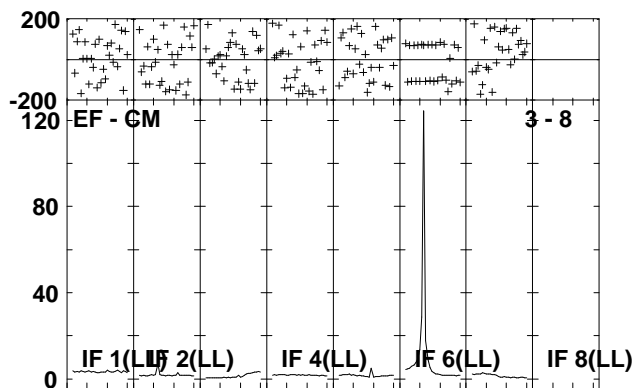 200
-200
120
EF - CM
3 - 8
80
40
0
IF 1(LL)
IF 2(LL)
IF 4(LL)
IF 6(LL)
IF 8(LL)